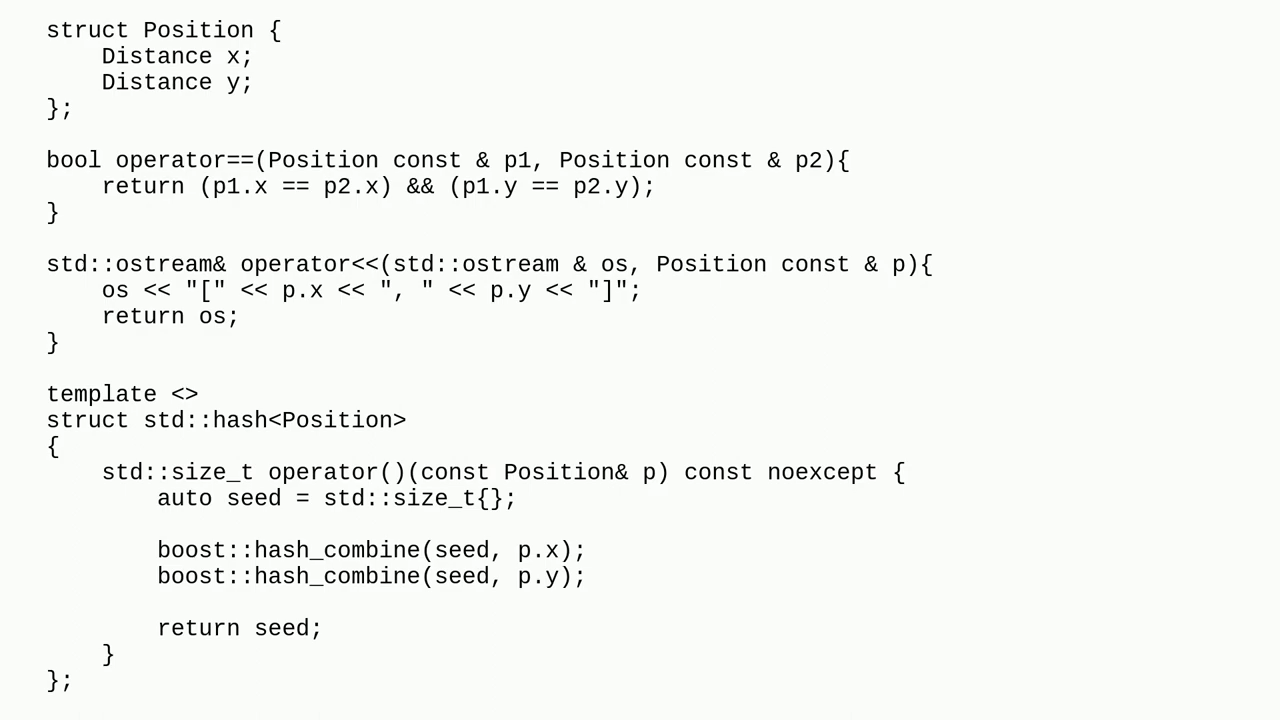 struct Position {
    Distance x;
    Distance y;
};

bool operator==(Position const & p1, Position const & p2){
    return (p1.x == p2.x) && (p1.y == p2.y);
}

std::ostream& operator<<(std::ostream & os, Position const & p){
    os << "[" << p.x << ", " << p.y << "]";
    return os;
}

template <>
struct std::hash<Position>
{
    std::size_t operator()(const Position& p) const noexcept {
        auto seed = std::size_t{};

        boost::hash_combine(seed, p.x);
        boost::hash_combine(seed, p.y);

        return seed;
    }
};